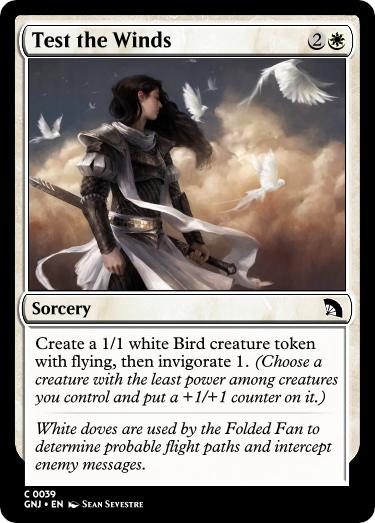 Test the Winds 2
Sorcery
Create a 1/1 white Bird creature token
with flying, then invigorate 1. (Choose a
creature with the least power among creatures
you control and put a +1/+1 counter on it.)
White doves are used by the Folded Fan to
determine probable flight paths and intercept
enemy messages.
C 0039
GNJ • EN Sean Sevestre